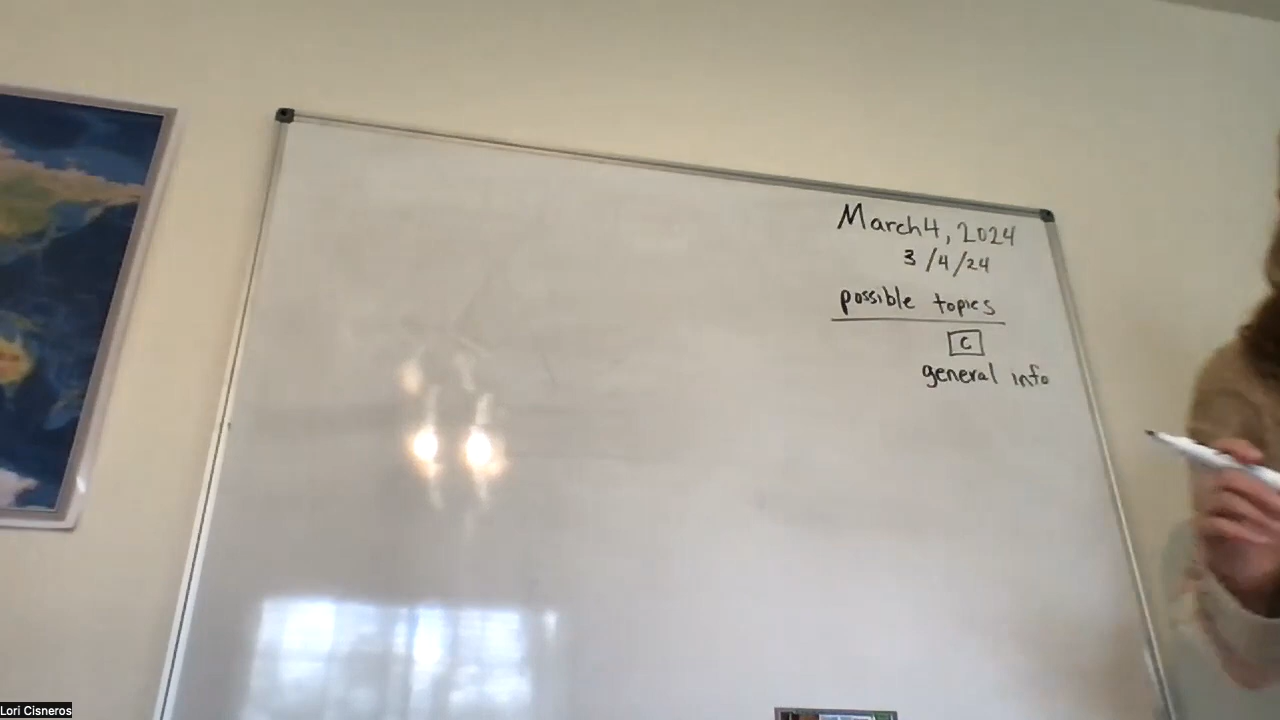 March 4, 2024
3/4/24
possible topics
C
general info
Lori Cisneros